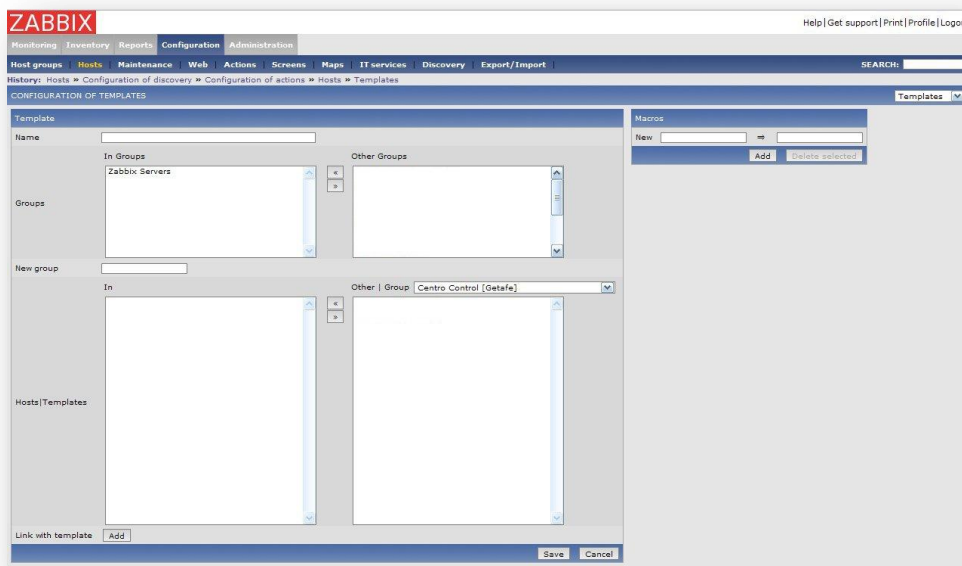 ZABBIX
Help|Get support|Print|Profile|Logo
Monitoring Inventory Reports Configuration Administration
Host groups | Hosts | Maintenance | Web | Actions | Screens | Maps | IT services | Discovery | Export/Import | SEARCH:
History: Hosts » Configuration of discovery » Configuration of actions » Hosts » Templates
CONFIGURATION OF TEMPLATES Templates
Template Macros
Name New ⇒
Add Delete selected
In Groups Other Groups
Zabbix Servers «
»
Groups
New group
In Other | Group Centro Control [Getafe]
«
»
Hosts|Templates
Link with template Add
Save Cancel